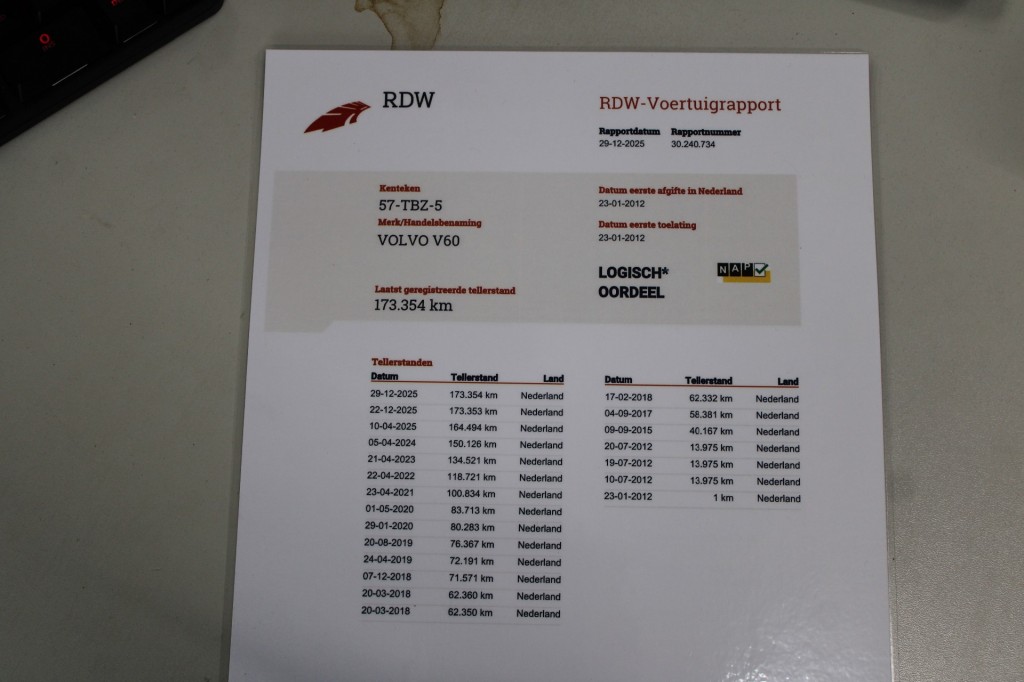 RDW
RDW-Voertuigrapport
Rapportdatum Rapportnummer
29-12-2025 30.240.734
Kenteken
57-TBZ-5
Merk/Handelsbenaming
VOLVO V60
Laatst geregistreerde tellerstand
173.354 km
Datum eerste afgifte in Nederland
23-01-2012
Datum eerste toelating
23-01-2012
LOGISCH*
OORDEEL
NAP
Tellerstanden
Datum Tellerstand Land
29-12-2025 173.354 km Nederland
22-12-2025 173.353 km Nederland
10-04-2025 164.494 km Nederland
05-04-2024 150.126 km Nederland
21-04-2023 134.521 km Nederland
22-04-2022 118.721 km Nederland
23-04-2021 100.834 km Nederland
01-05-2020 83.713 km Nederland
29-01-2020 80.283 km Nederland
20-08-2019 76.367 km Nederland
24-04-2019 72.191 km Nederland
07-12-2018 71.571 km Nederland
20-03-2018 62.360 km Nederland
20-03-2018 62.350 km Nederland
Datum Tellerstand Land
17-02-2018 62.332 km Nederland
04-09-2017 58.381 km Nederland
09-09-2015 40.167 km Nederland
20-07-2012 13.975 km Nederland
19-07-2012 13.975 km Nederland
10-07-2012 13.975 km Nederland
23-01-2012 1 km Nederland